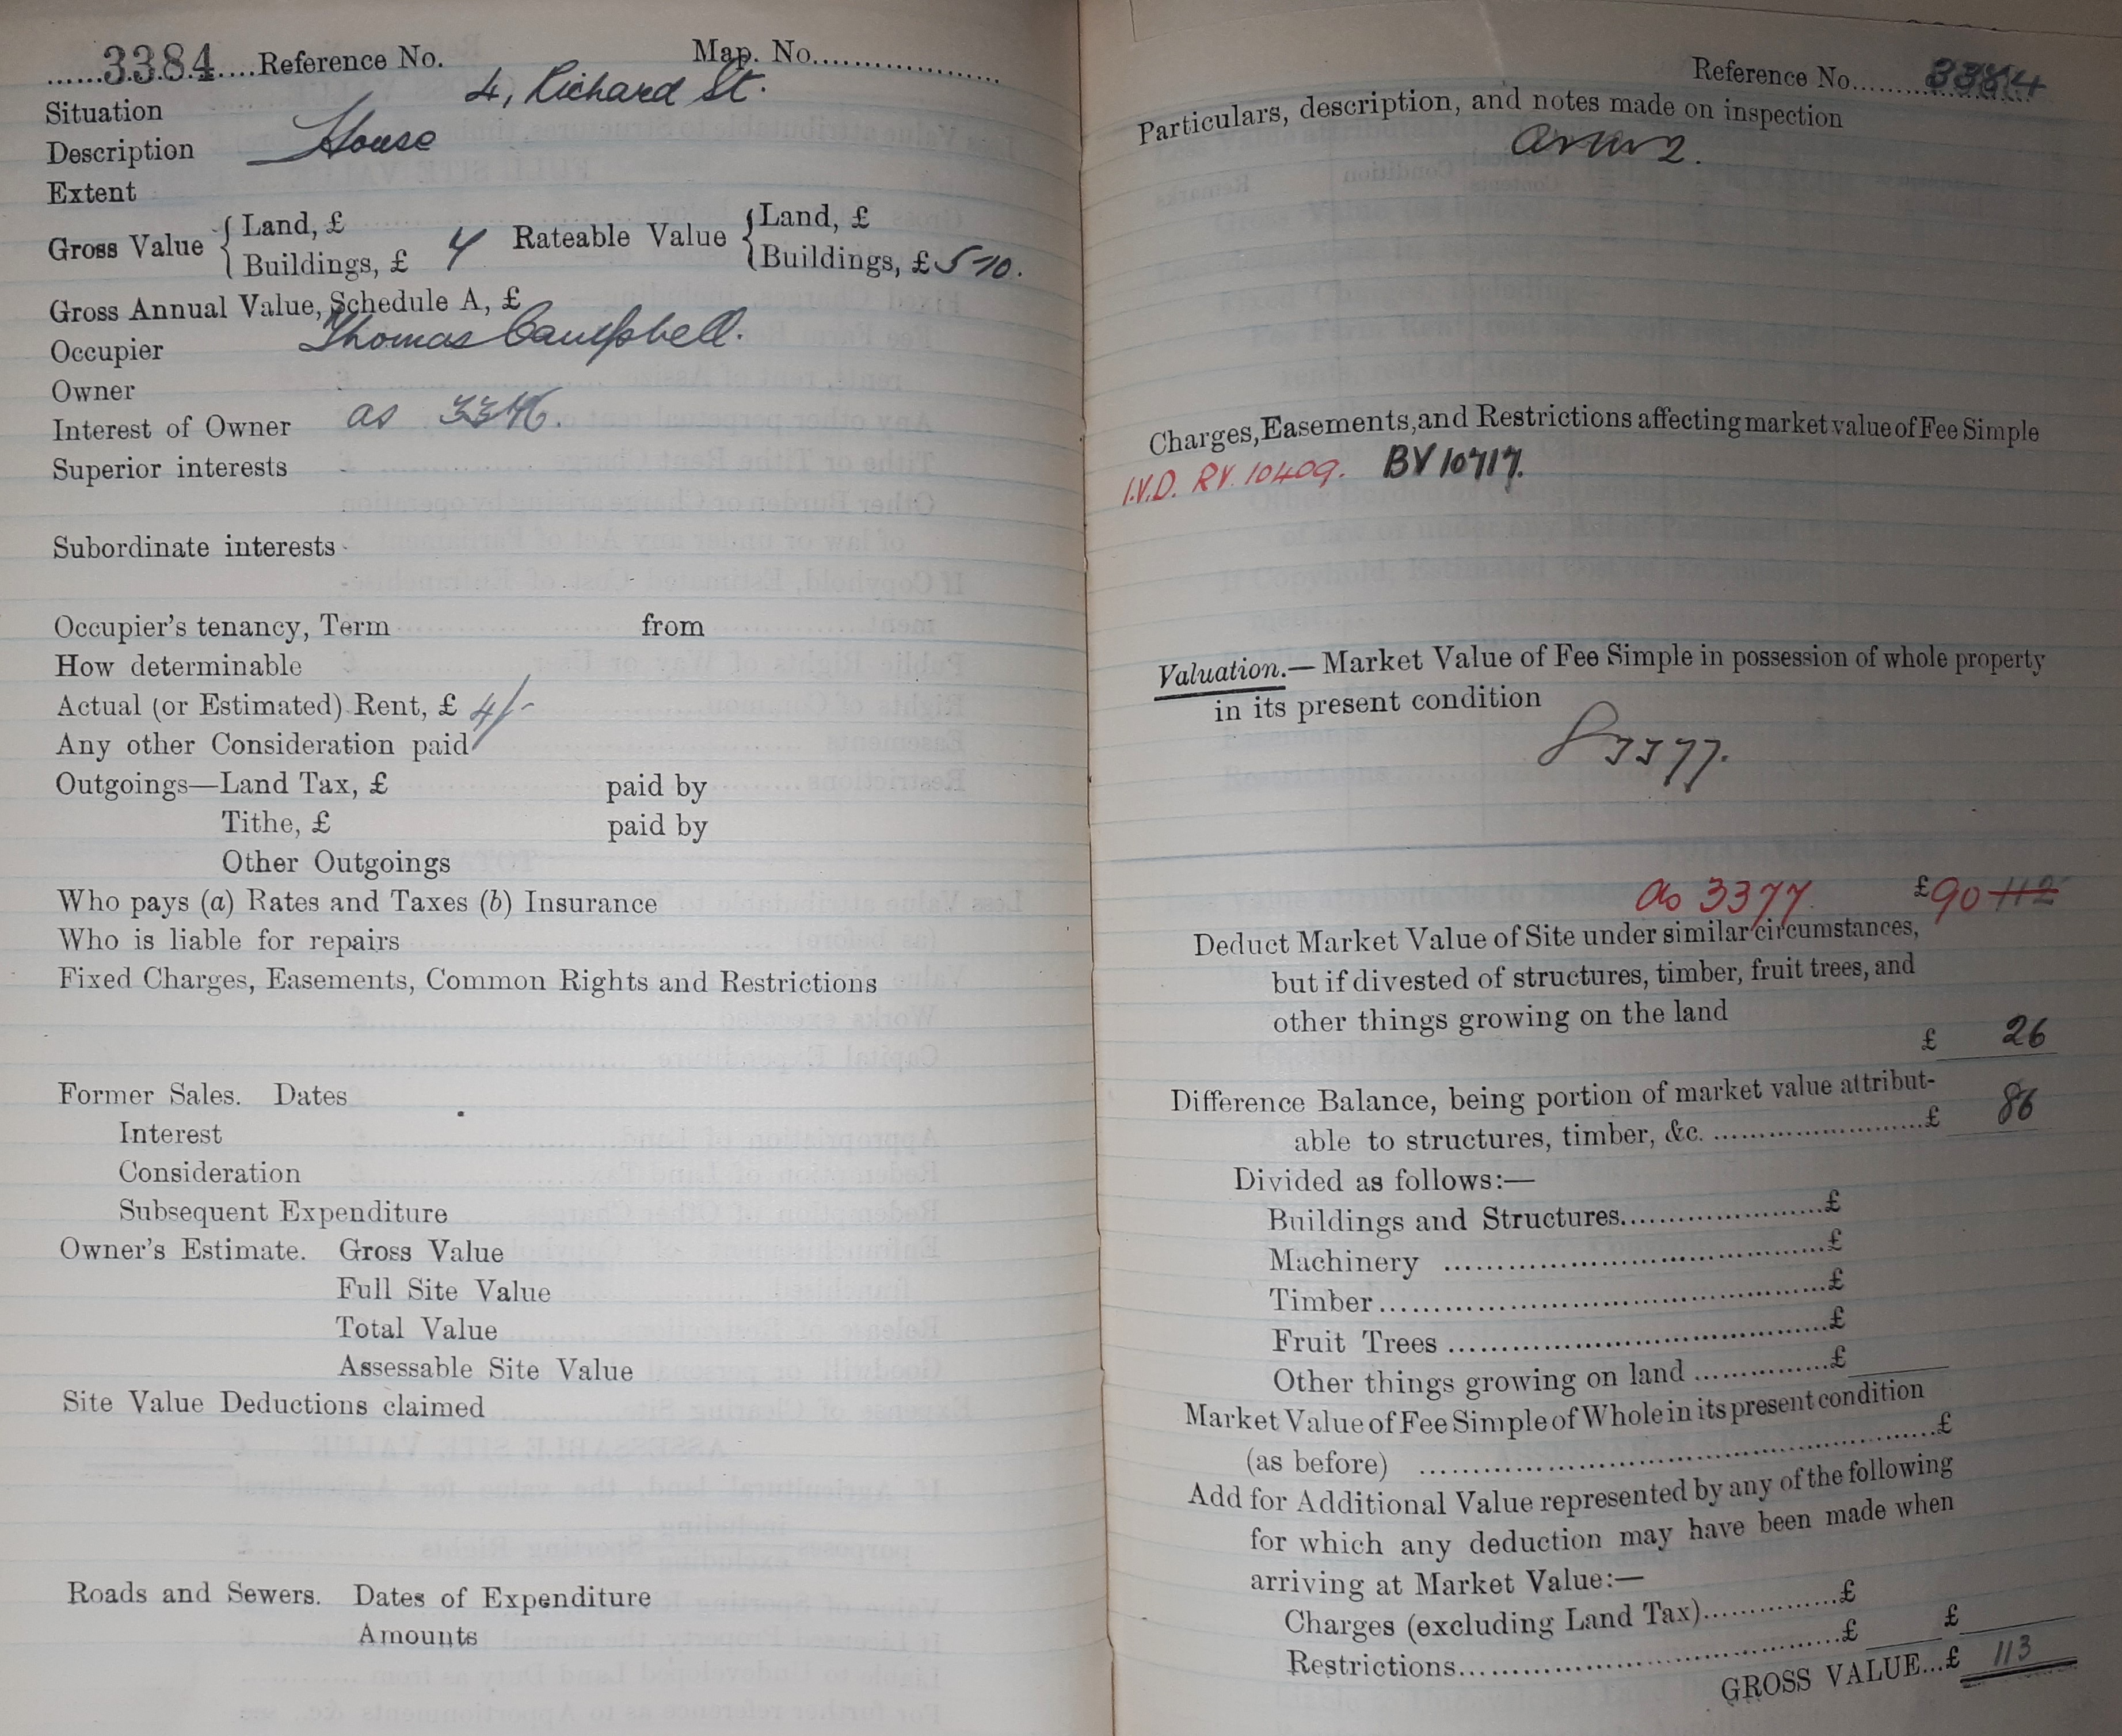 3384 Reference No. Map. No.
Situation 4, Richard St.
Description House
Extent
Gross Value { Land, £ Rateable Value { Land, £
Buildings, £ 4 Buildings, £ 5-10.
Gross Annual Value, Schedule A, £
Occupier Thomas Campbell.
Owner
Interest of Owner as 3346.
Superior interests
Subordinate interests
Occupier's tenancy, Term from
How determinable
Actual (or Estimated) Rent, £ 4/-
Any other Consideration paid
Outgoings—Land Tax, £ paid by
Tithe, £ paid by
Other Outgoings
Who pays (a) Rates and Taxes (b) Insurance
Who is liable for repairs
Fixed Charges, Easements, Common Rights and Restrictions
Former Sales. Dates
Interest
Consideration
Subsequent Expenditure
Owner's Estimate. Gross Value
Full Site Value
Total Value
Assessable Site Value
Site Value Deductions claimed
Roads and Sewers. Dates of Expenditure
Amounts
Reference No. 3384
Particulars, description, and notes made on inspection
Charges, Easements, and Restrictions affecting market value of Fee Simple
I.V.D. RV. 10409. BV 10717.
Valuation.— Market Value of Fee Simple in possession of whole property
in its present condition
3377.
as 3377. £90 112
Deduct Market Value of Site under similar circumstances,
but if divested of structures, timber, fruit trees, and
other things growing on the land
£ 26
Difference Balance, being portion of market value attribut-
able to structures, timber, &c. £ 86
Divided as follows:—
Buildings and Structures £
Machinery £
Timber £
Fruit Trees £
Other things growing on land £
Market Value of Fee Simple of Whole in its present condition
(as before) £
Add for Additional Value represented by any of the following
for which any deduction may have been made when
arriving at Market Value:—
Charges (excluding Land Tax) £
Restrictions £ £
GROSS VALUE...£ 113